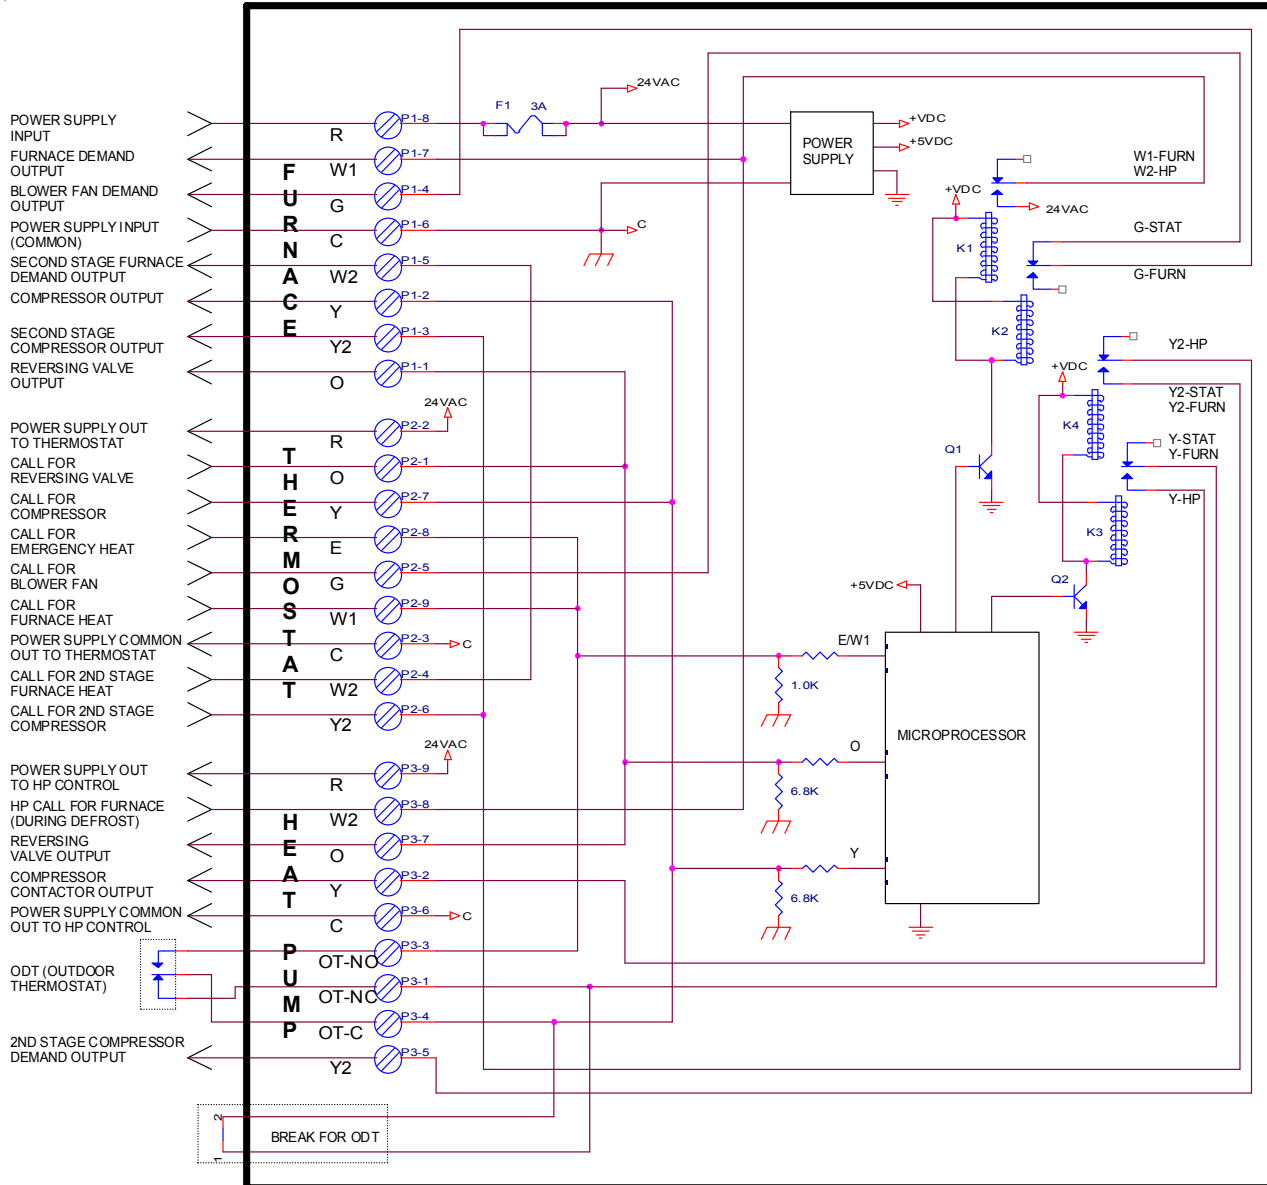 24VAC
F1 3A
POWER SUPPLY
INPUT
R
P1-8
+VDC
+5VDC
POWER
SUPPLY
FURNACE DEMAND
OUTPUT
W1
P1-7
W1-FURN
W2-HP
BLOWER FAN DEMAND
OUTPUT
G
P1-4
+VDC
24VAC
POWER SUPPLY INPUT
(COMMON)
C
P1-6
C
K1
G-STAT
SECOND STAGE FURNACE
DEMAND OUTPUT
W2
P1-5
G-FURN
COMPRESSOR OUTPUT
Y
P1-2
K2
SECOND STAGE
COMPRESSOR OUTPUT
Y2
P1-3
Y2-HP
REVERSING VALVE
OUTPUT
O
P1-1
+VDC
Y2-STAT
Y2-FURN
FURNACE
24VAC
POWER SUPPLY OUT
TO THERMOSTAT
R
P2-2
K4
Y-STAT
Y-FURN
CALL FOR
REVERSING VALVE
O
P2-1
Q1
CALL FOR
COMPRESSOR
Y
P2-7
Y-HP
CALL FOR
EMERGENCY HEAT
E
P2-8
K3
CALL FOR
BLOWER FAN
G
P2-5
+5VDC
Q2
CALL FOR
FURNACE HEAT
W1
P2-9
POWER SUPPLY COMMON
OUT TO THERMOSTAT
C
P2-3
C
E/W1
CALL FOR 2ND STAGE
FURNACE HEAT
W2
P2-4
1.0K
CALL FOR 2ND STAGE
COMPRESSOR
Y2
P2-6
THERMOSTAT
MICROPROCESSOR
24VAC
POWER SUPPLY OUT
TO HP CONTROL
R
P3-9
O
HP CALL FOR FURNACE
(DURING DEFROST)
W2
P3-8
6.8K
REVERSING
VALVE OUTPUT
O
P3-7
Y
COMPRESSOR
CONTACTOR OUTPUT
Y
P3-2
6.8K
POWER SUPPLY COMMON
OUT TO HP CONTROL
C
P3-6
C
OT-NO
P3-3
ODT (OUTDOOR
THERMOSTAT)
OT-NC
P3-1
OT-C
P3-4
2ND STAGE COMPRESSOR
DEMAND OUTPUT
Y2
P3-5
HEAT PUMP
2
BREAK FOR ODT
1